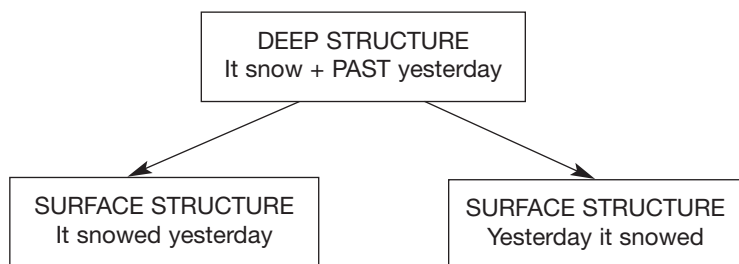 DEEP STRUCTURE
It snow + PAST yesterday
SURFACE STRUCTURE
It snowed yesterday
SURFACE STRUCTURE
Yesterday it snowed